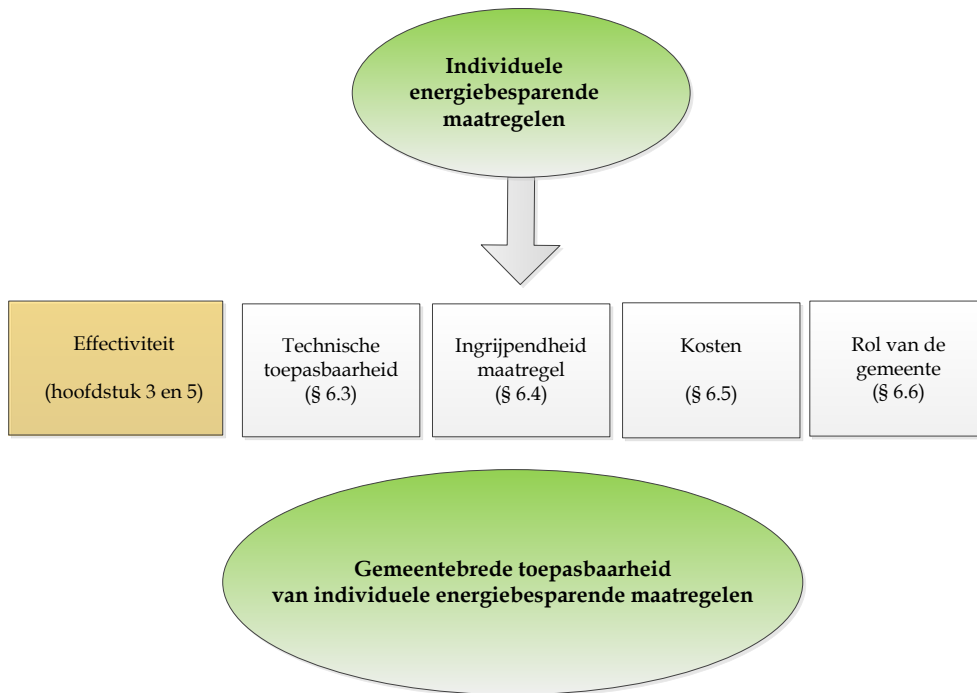 Individuele
energiebesparende
maatregelen
Effectiviteit
(hoofdstuk 3 en 5)
Technische
toepasbaarheid
(§ 6.3)
Ingrijpendheid
maatregel
(§ 6.4)
Kosten
(§ 6.5)
Rol van de
gemeente
(§ 6.6)
Gemeentebrede toepasbaarheid
van individuele energiebesparende maatregelen